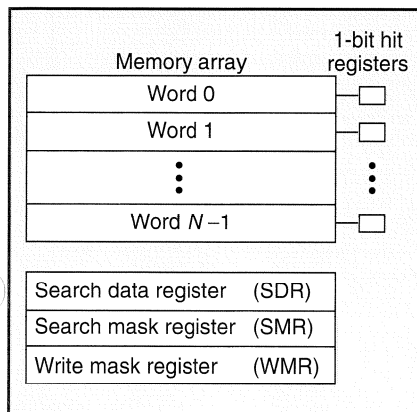 1-bit hit
registers
Memory array
Word 0
Word 1
Word N–1
Search data register (SDR)
Search mask register (SMR)
Write mask register (WMR)